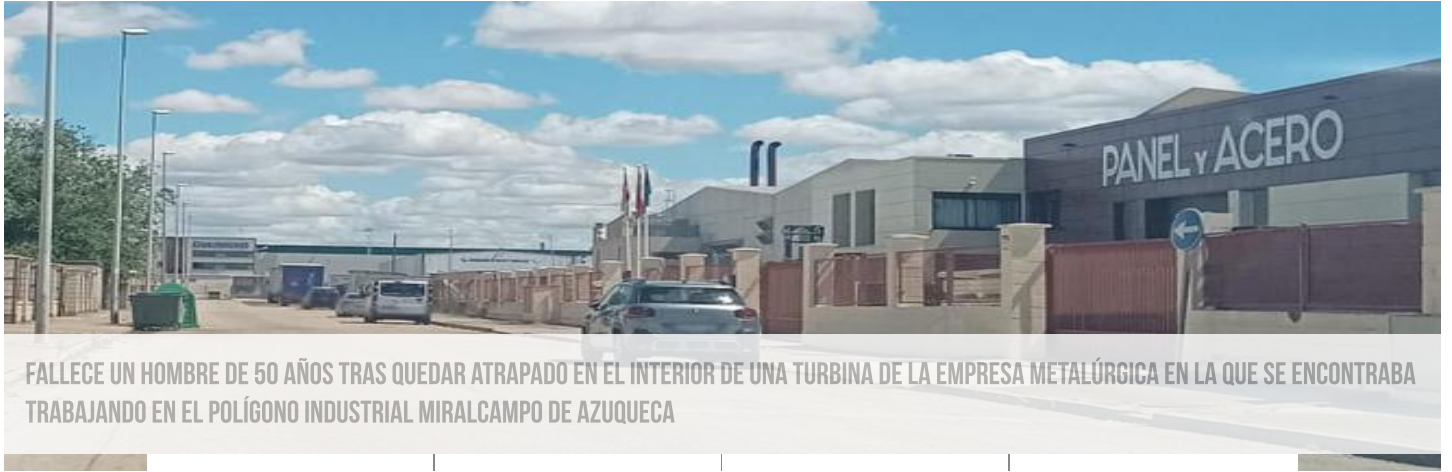 PANEL Y ACERO
FALLECE UN HOMBRE DE 50 AÑOS TRAS QUEDAR ATRAPADO EN EL INTERIOR DE UNA TURBINA DE LA EMPRESA METALÚRGICA EN LA QUE SE ENCONTRABA
TRABAJANDO EN EL POLÍGONO INDUSTRIAL MIRALCAMPO DE AZUQUECA